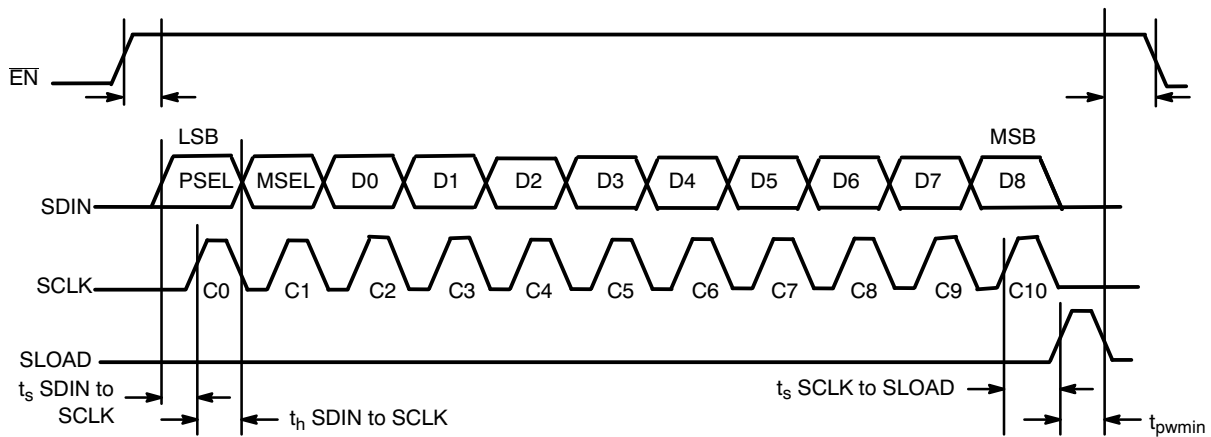 E̅N̅
LSB MSB
SDIN PSEL MSEL D0 D1 D2 D3 D4 D5 D6 D7 D8
SCLK C0 C1 C2 C3 C4 C5 C6 C7 C8 C9 C10
SLOAD
ts SDIN to
SCLK
th SDIN to SCLK
ts SCLK to SLOAD
tpwmin